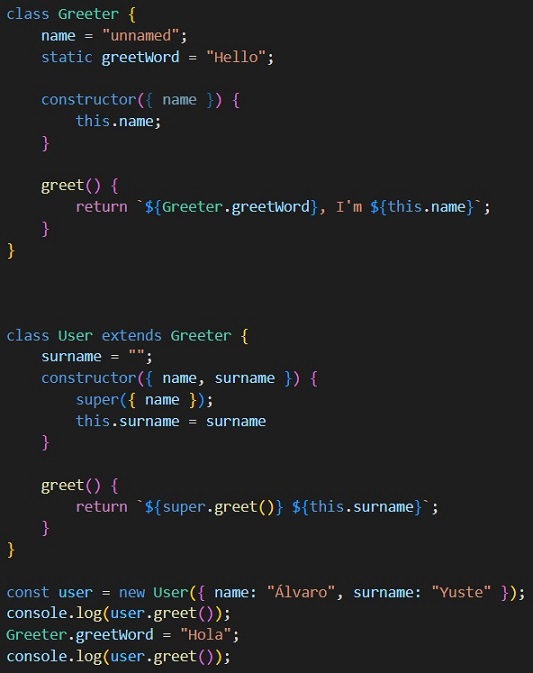 class Greeter {
    name = "unnamed";
    static greetWord = "Hello";
    constructor({ name }) {
        this.name;
    }
    greet() {
        return `${Greeter.greetWord}, I'm ${this.name}`;
    }
}
class User extends Greeter {
    surname = "";
    constructor({ name, surname }) {
        super({ name });
        this.surname = surname
    }
    greet() {
        return `${super.greet()} ${this.surname}`;
    }
}
const user = new User({ name: "Álvaro", surname: "Yuste" });
console.log(user.greet());
Greeter.greetWord = "Hola";
console.log(user.greet());